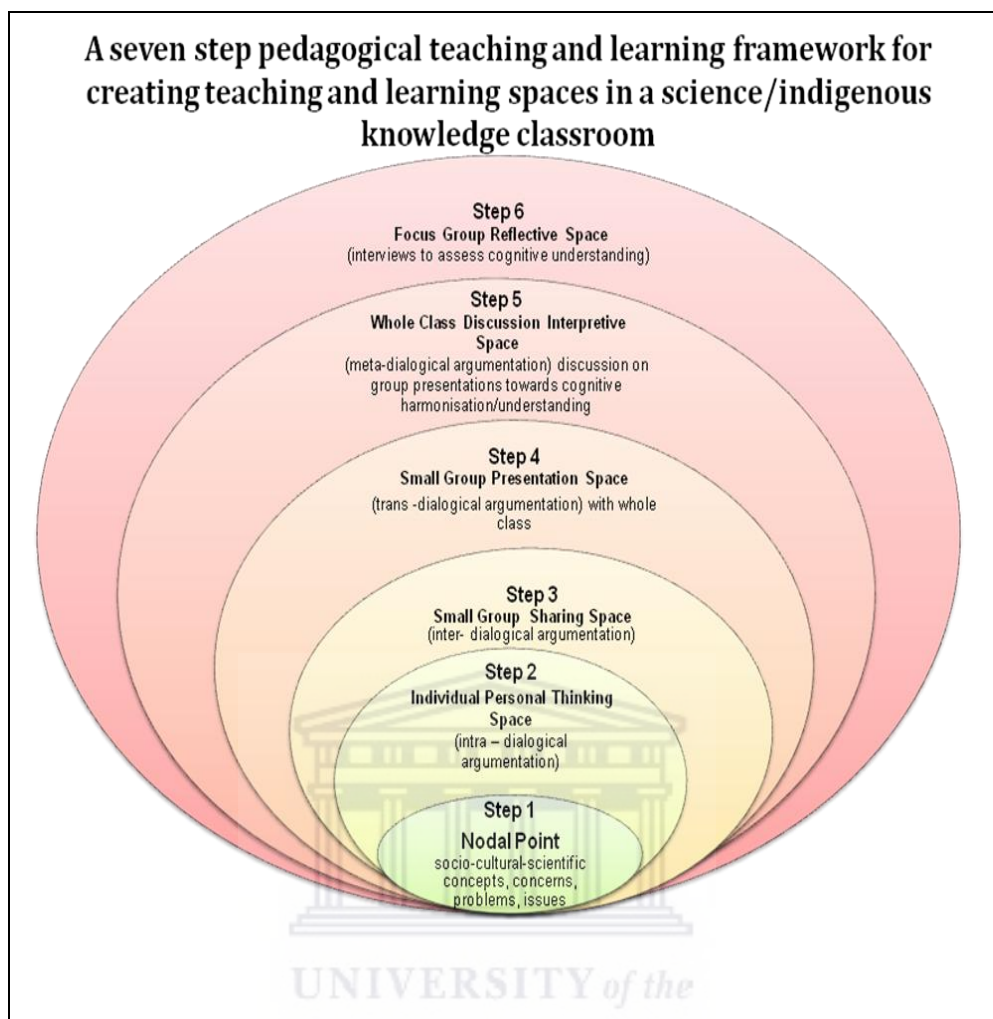 A seven step pedagogical teaching and learning framework for
creating teaching and learning spaces in a science/indigenous
knowledge classroom
Step 6
Focus Group Reflective Space
(interviews to assess cognitive understanding)
Step 5
Whole Class Discussion Interpretive
Space
(meta-dialogical argumentation) discussion on
group presentations towards cognitive
harmonisation/understanding
Step 4
Small Group Presentation Space
(trans -dialogical argumentation) with whole
class
Step 3
Small Group Sharing Space
(inter- dialogical argumentation)
Step 2
Individual Personal Thinking
Space
(intra – dialogical
argumentation)
Step 1
Nodal Point
socio-cultural-scientific
concepts, concerns,
problems, issues
UNIVERSITY of the